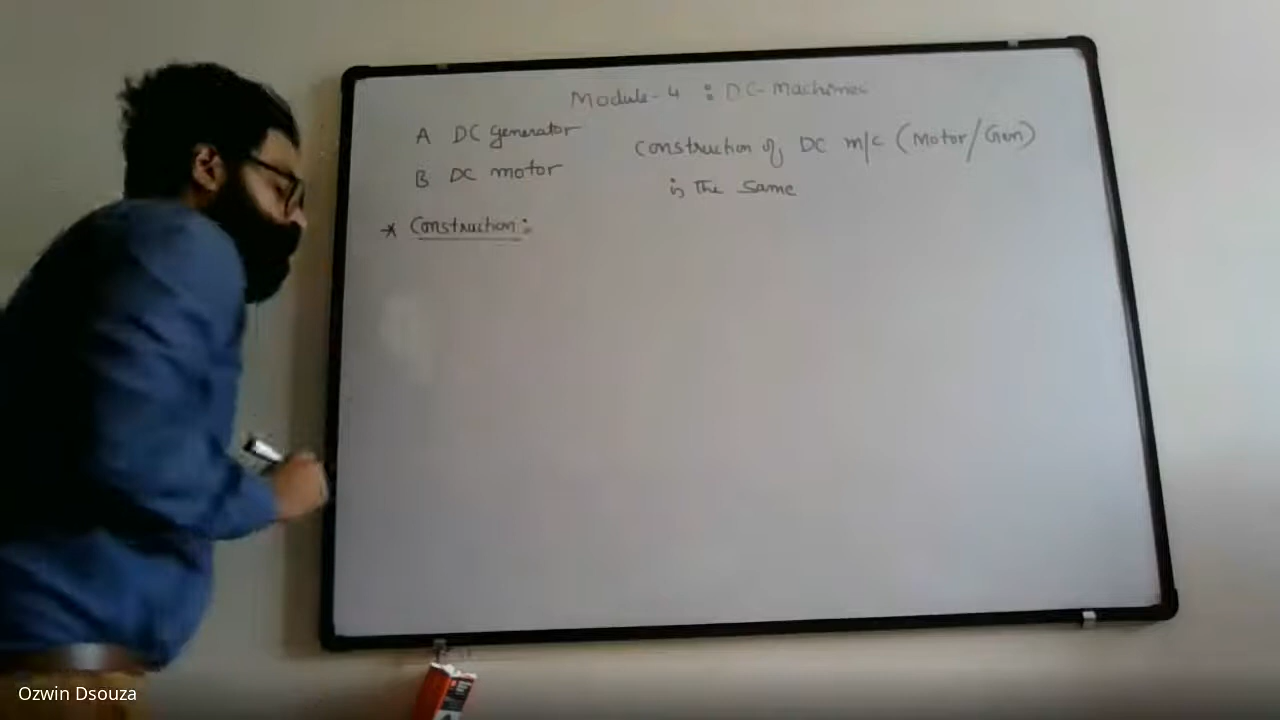 Module-4 : DC-Machines
A DC generator
B DC motor
Construction of DC m/c (Motor/Gen)
is the same
* Construction:
Ozwin Dsouza